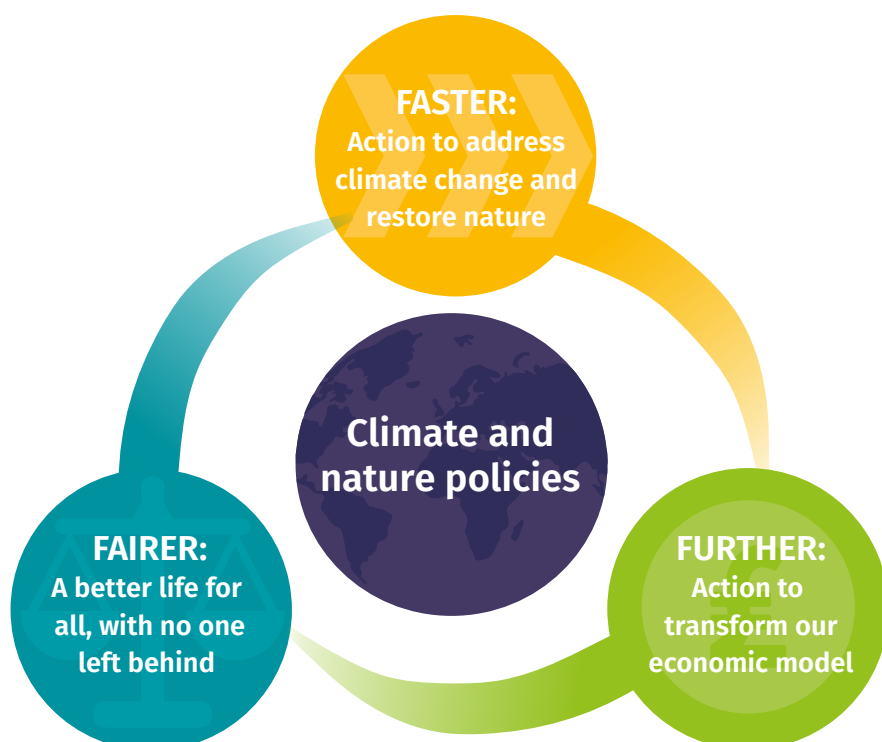 FASTER:
Action to address
climate change and
restore nature
Climate and
nature policies
FAIRER:
A better life for
all, with no one
left behind
FURTHER:
Action to
transform our
economic model
£